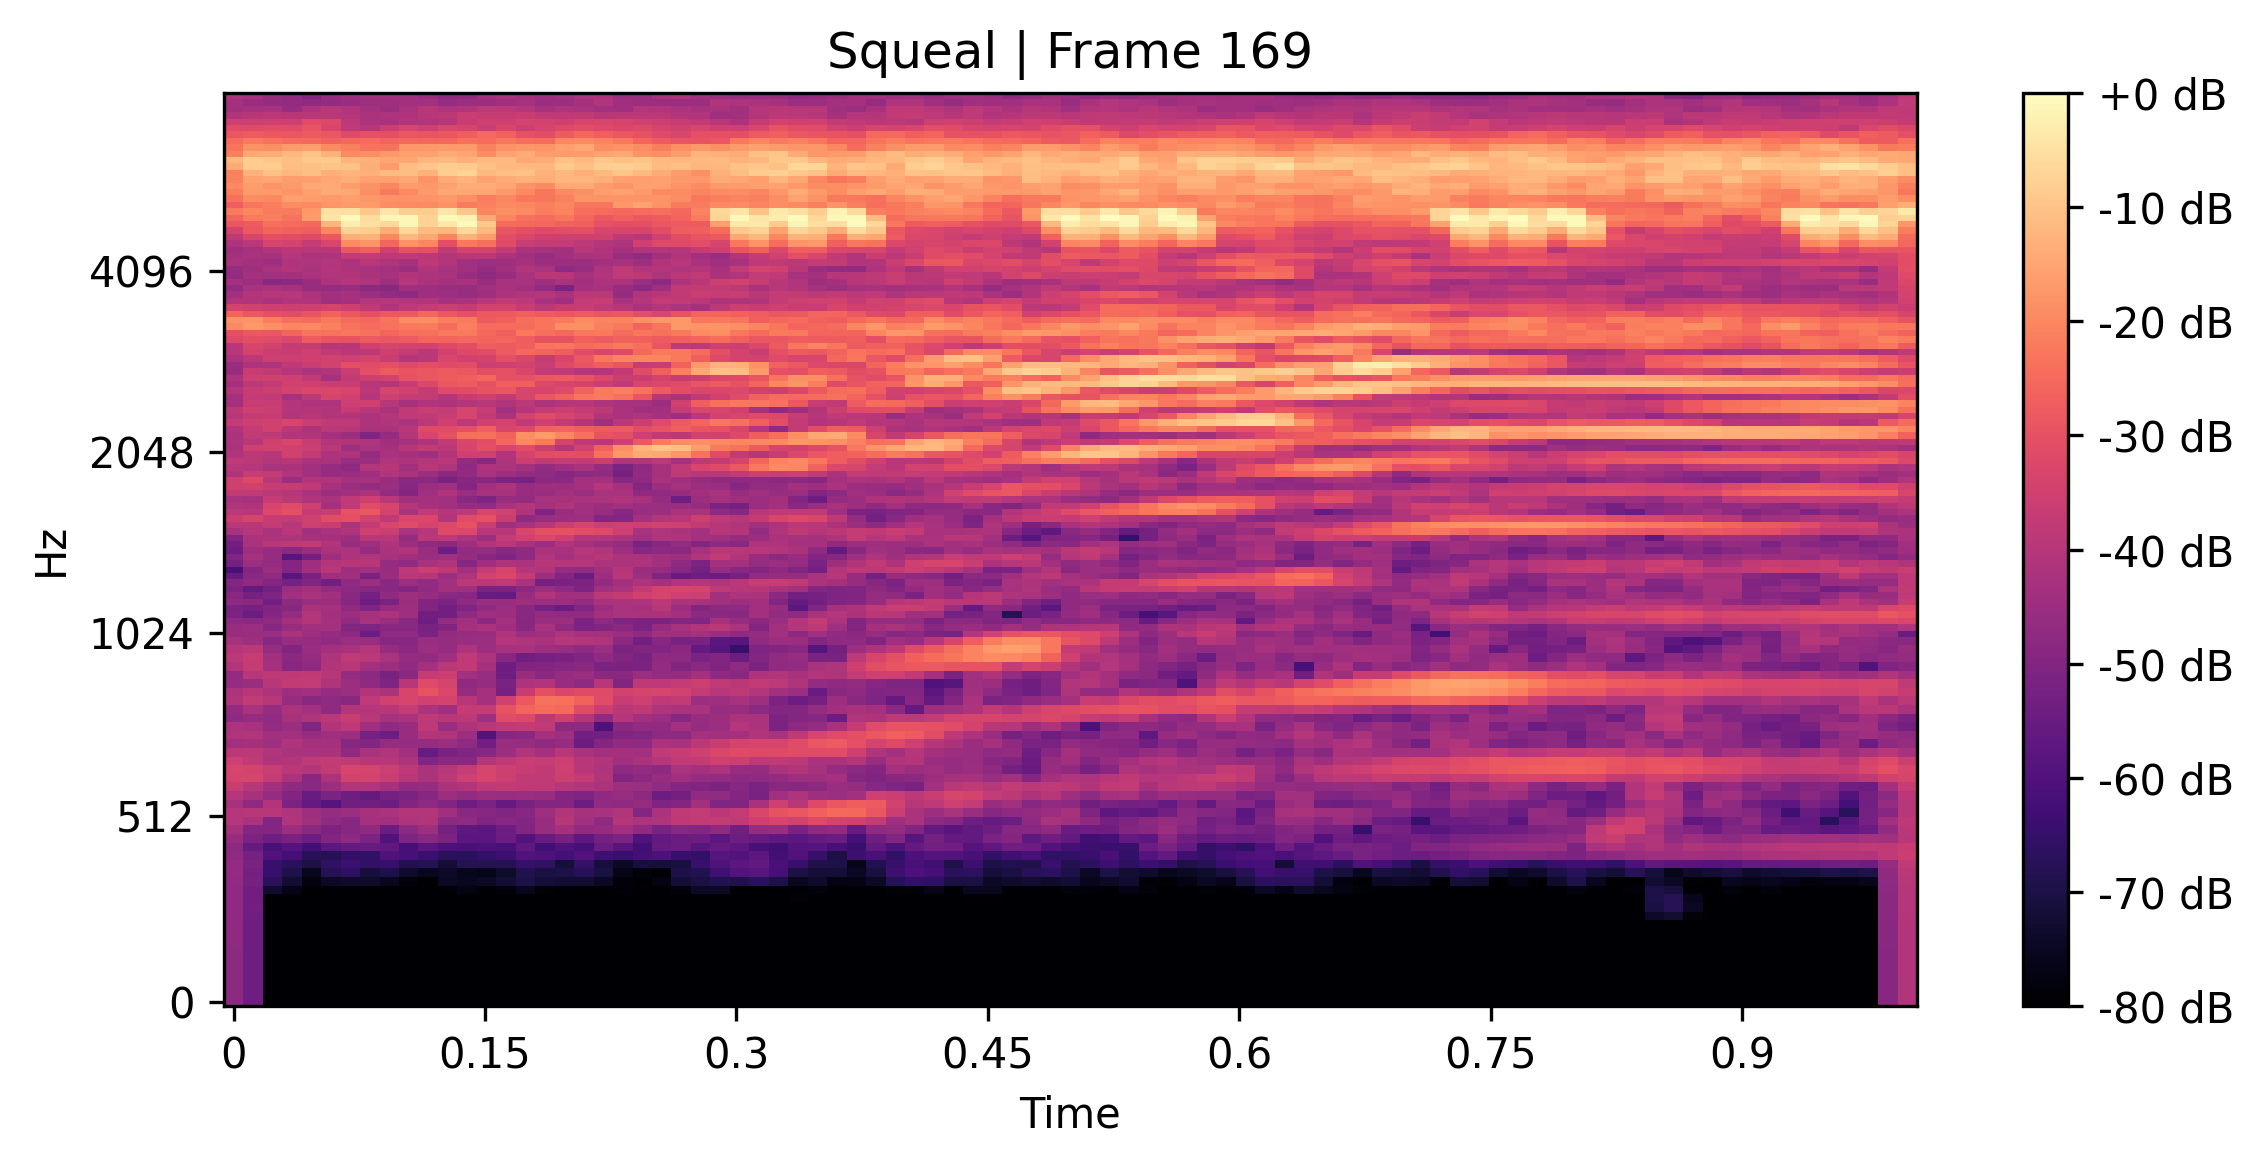 Squeal | Frame 169
+0 dB
-10 dB
-20 dB
-30 dB
-40 dB
-50 dB
-60 dB
-70 dB
-80 dB
4096
2048
1024
512
0
Hz
0 0.15 0.3 0.45 0.6 0.75 0.9
Time